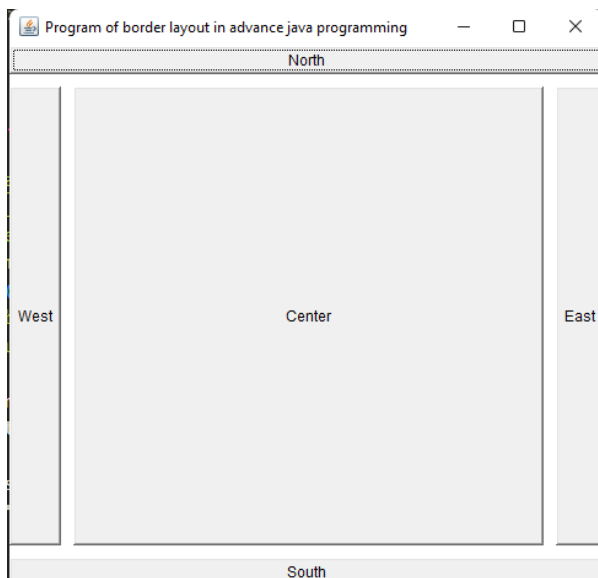 Program of border layout in advance java programming
North
West Center East
South